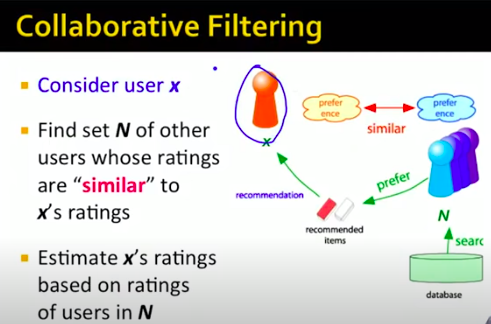 Collaborative Filtering
Consider user x
Find set N of other
users whose ratings
are “similar” to
x’s ratings
Estimate x’s ratings
based on ratings
of users in N
prefer
ence
prefer
ence
similar
x
prefer
recommendation
N
recommended
items
searc
database